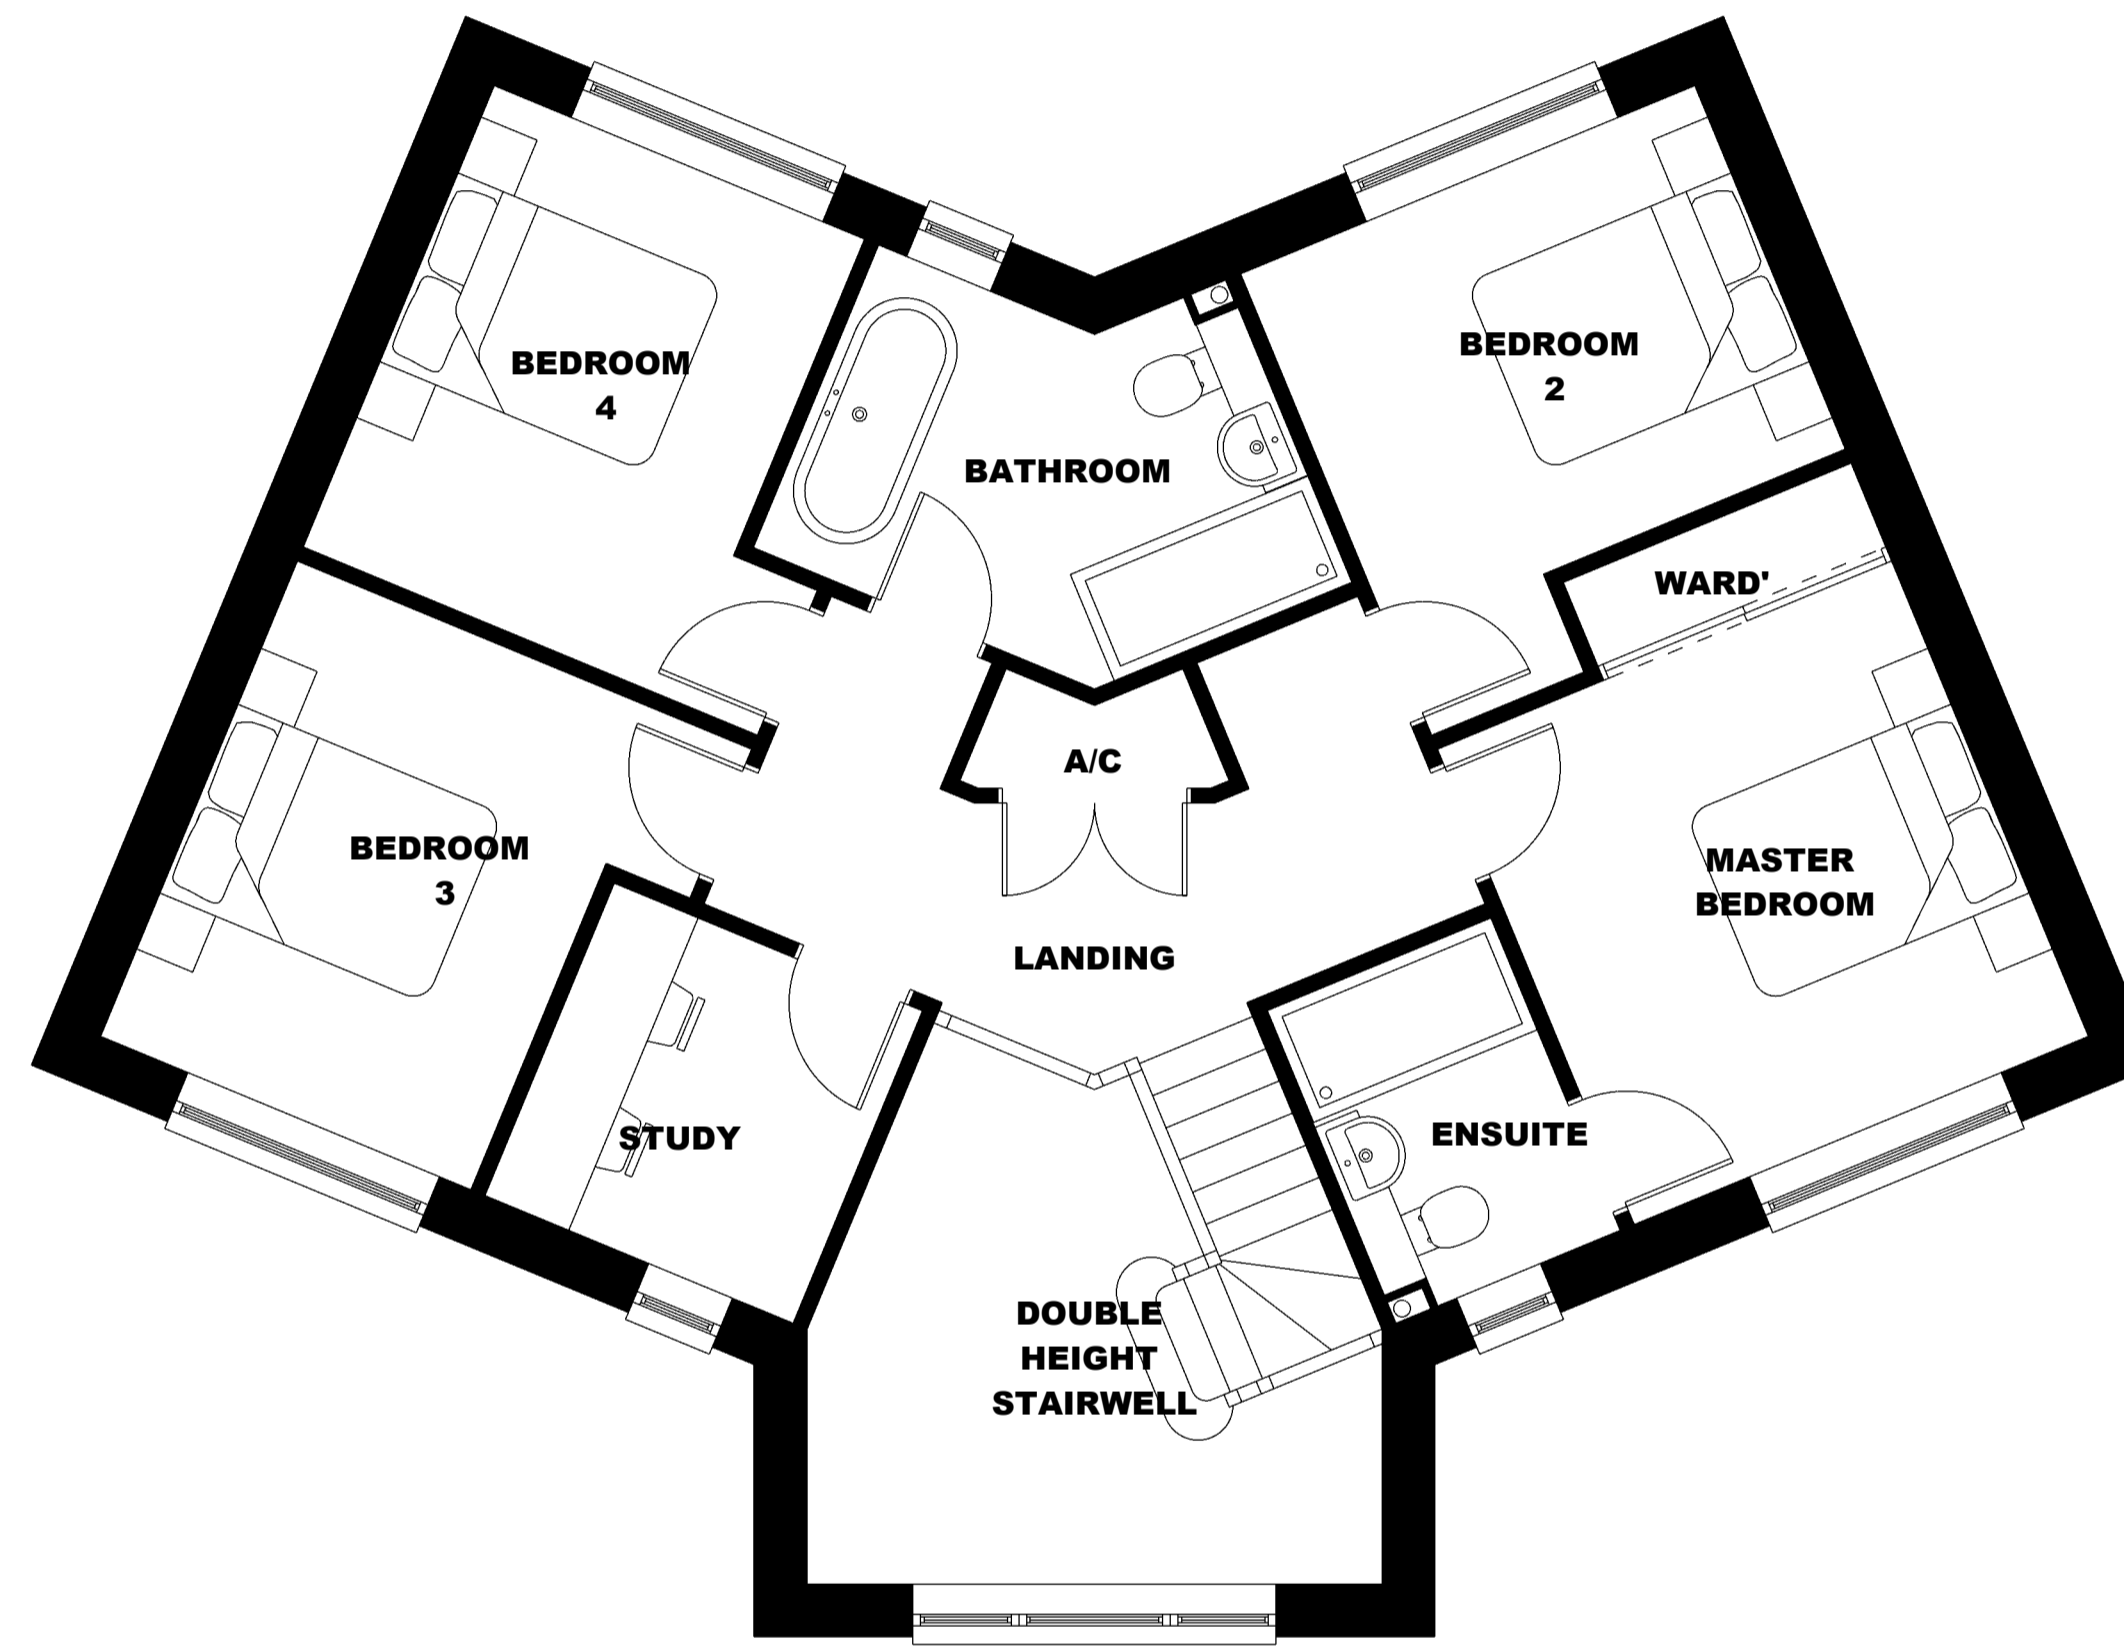 BEDROOM
4
BEDROOM
2
BATHROOM
WARD'
A/C
BEDROOM
3
MASTER
BEDROOM
LANDING
STUDY
ENSUITE
DOUBLE
HEIGHT
STAIRWELL